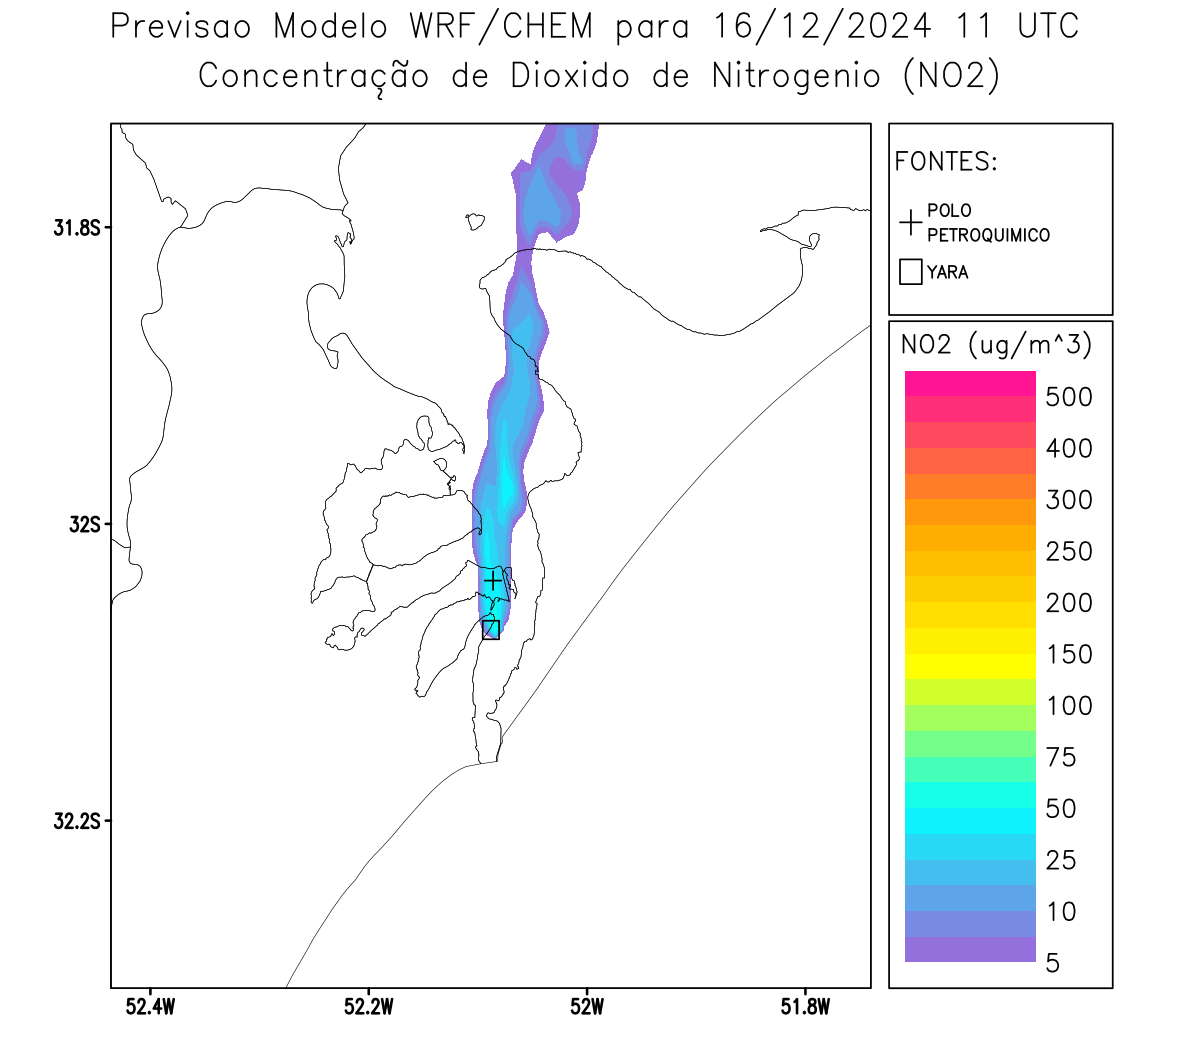 Previsao Modelo WRF/CHEM para 16/12/2024 11 UTC
Concentração de Dioxido de Nitrogenio (NO2)
FONTES:
POLO
PETROQUIMICO
YARA
31.8S
32S
32.2S
52.4W
52.2W
52W
51.8W
NO2 (ug/m^3)
500
400
300
250
200
150
100
75
50
25
10
5